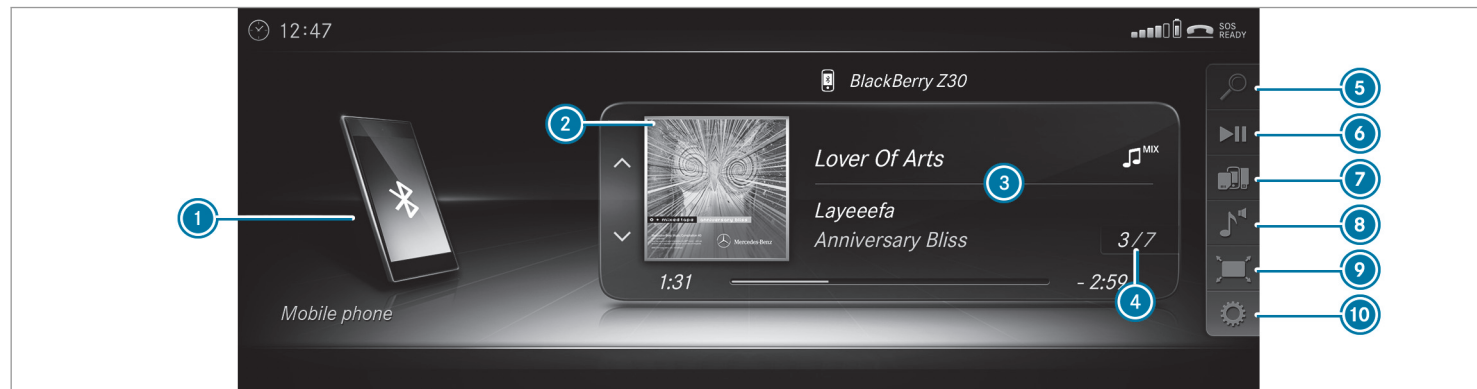 12:47
SOS
READY
BlackBerry Z30
5
2
6
Lover Of Arts
MIX
3
7
1
Layeeefa
8
Anniversary Bliss
3/7
Mercedes-Benz
9
1:31
- 2:59
4
Mobile phone
10